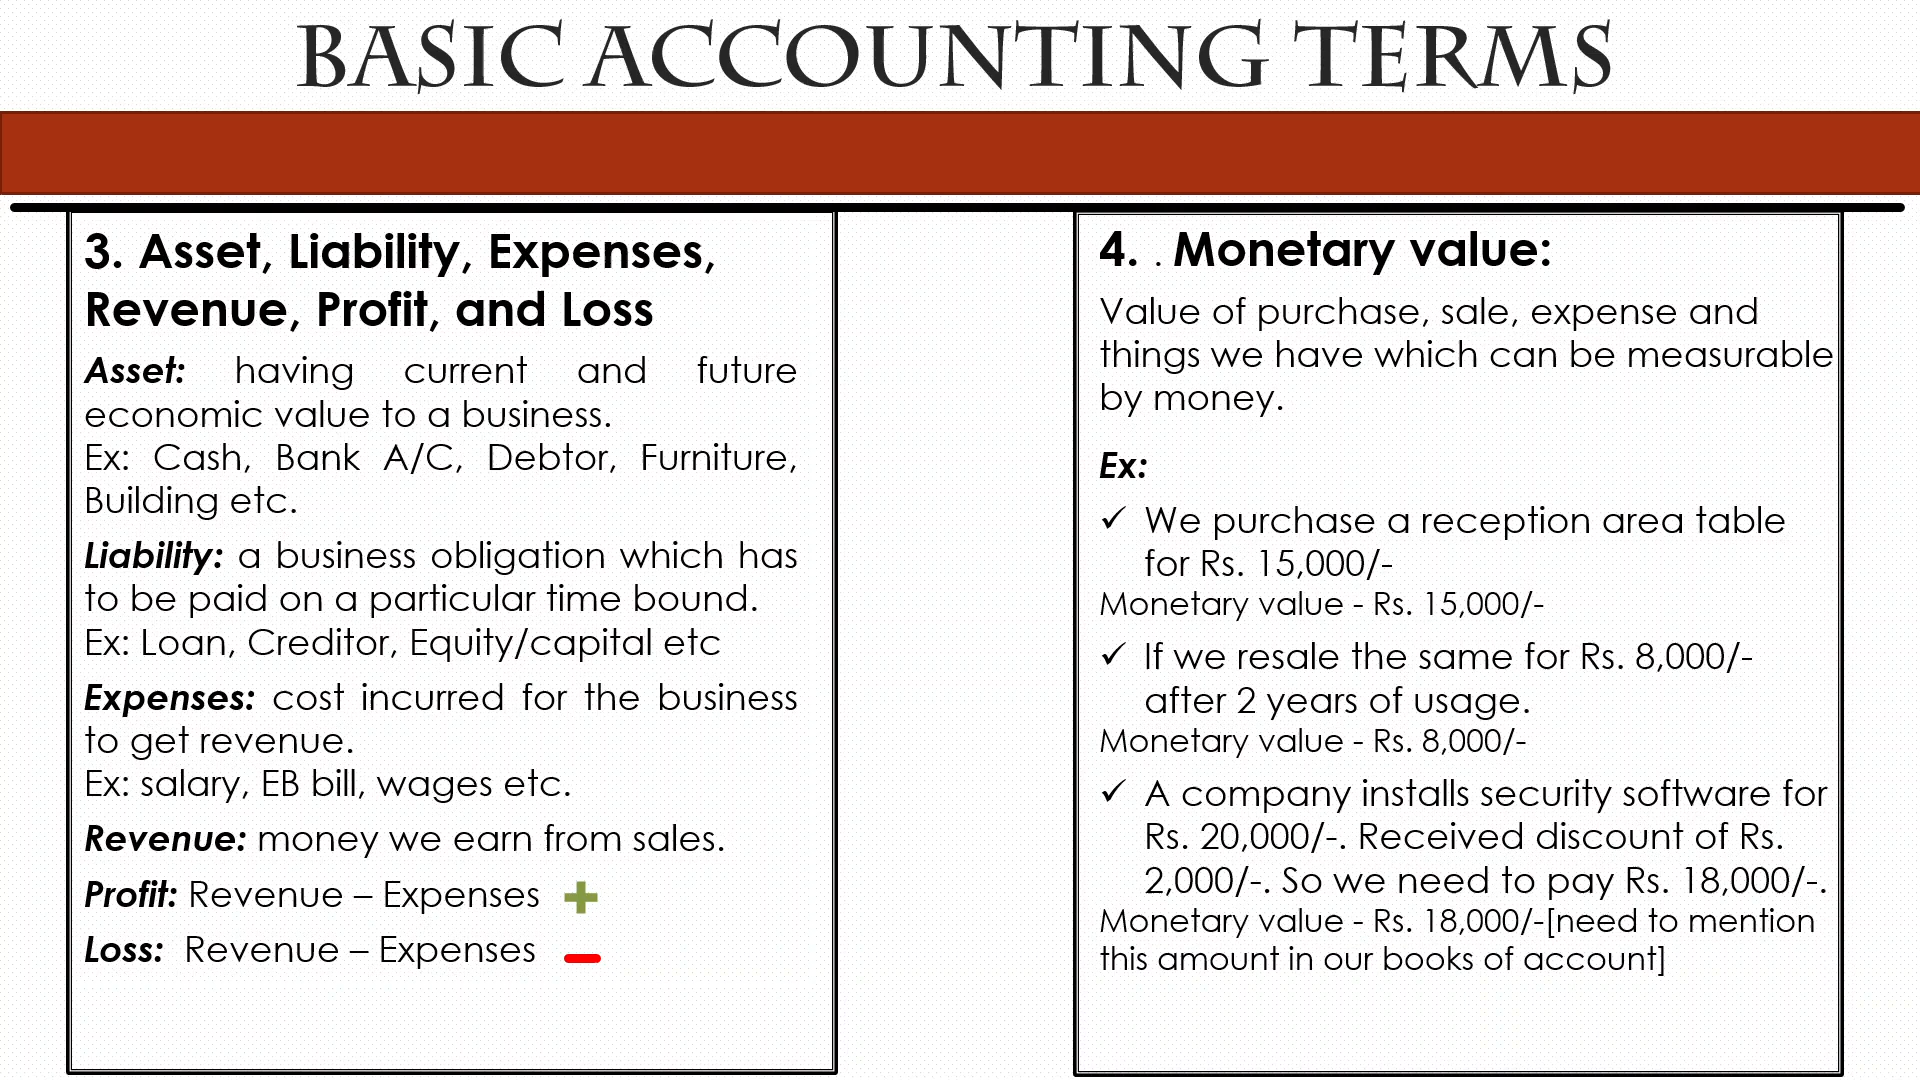 BASIC ACCOUNTING TERMS
3. Asset, Liability, Expenses,
Revenue, Profit, and Loss
Asset: having current and future
economic value to a business.
Ex: Cash, Bank A/C, Debtor, Furniture,
Building etc.
Liability: a business obligation which has
to be paid on a particular time bound.
Ex: Loan, Creditor, Equity/capital etc
Expenses: cost incurred for the business
to get revenue.
Ex: salary, EB bill, wages etc.
Revenue: money we earn from sales.
Profit: Revenue – Expenses +
Loss: Revenue – Expenses –
4. . Monetary value:
Value of purchase, sale, expense and
things we have which can be measurable
by money.
Ex:
✓ We purchase a reception area table
for Rs. 15,000/-
Monetary value - Rs. 15,000/-
✓ If we resale the same for Rs. 8,000/-
after 2 years of usage.
Monetary value - Rs. 8,000/-
✓ A company installs security software for
Rs. 20,000/-. Received discount of Rs.
2,000/-. So we need to pay Rs. 18,000/-.
Monetary value - Rs. 18,000/-[need to mention
this amount in our books of account]